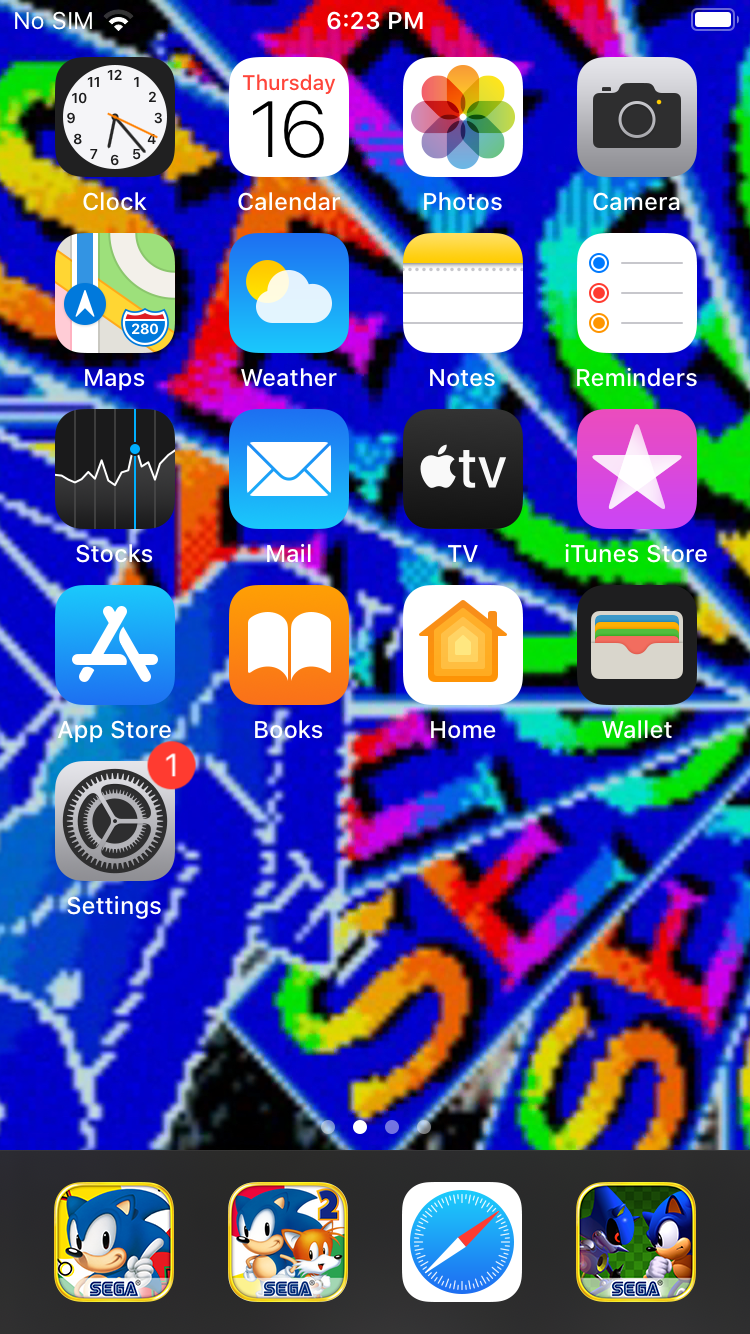 No SIM 6:23 PM
12
11 1
10 2
9 3
8 4
7 5
6
Thursday
16
Clock Calendar Photos Camera
280
Maps Weather Notes Reminders
tv
Stocks Mail TV iTunes Store
App Store Books Home Wallet
1
Settings
SE
SE
2
SEGA® SEGA® SEGA®